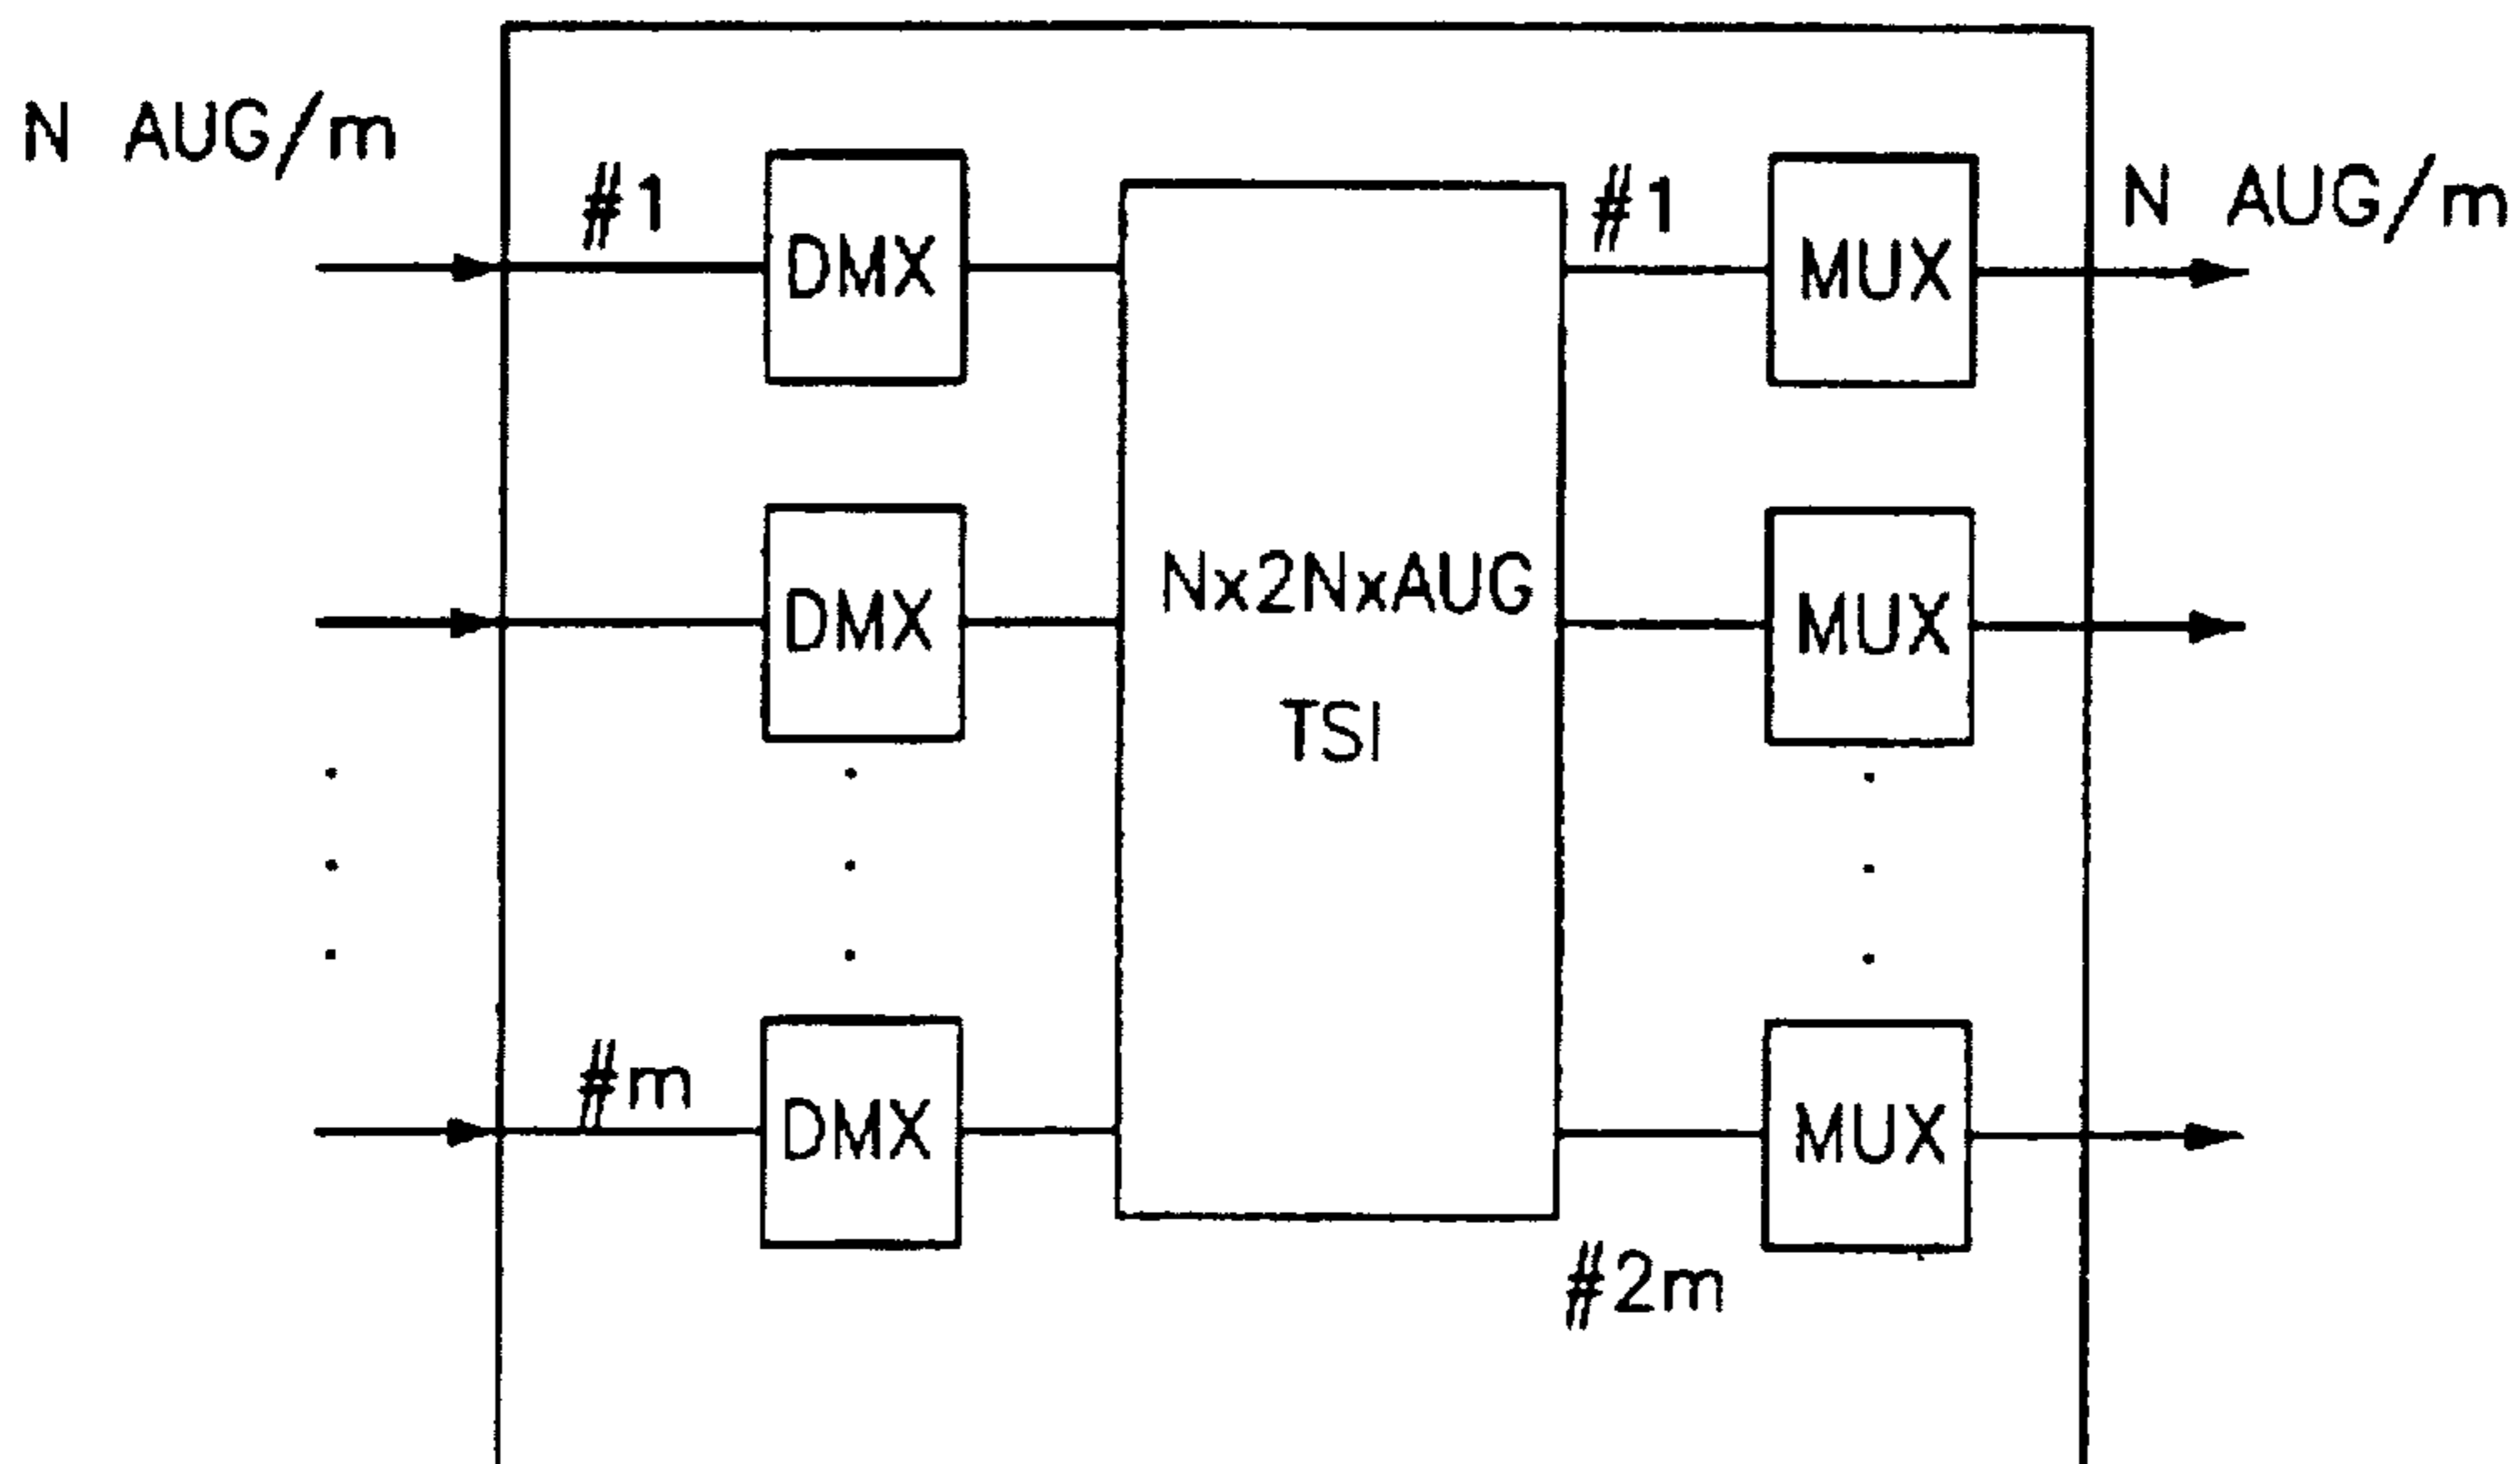 N AUG/m
#1
DMX
#1
MUX
N AUG/m
DMX
Nx2NxAUG
TSI
MUX
#m
DMX
MUX
#2m